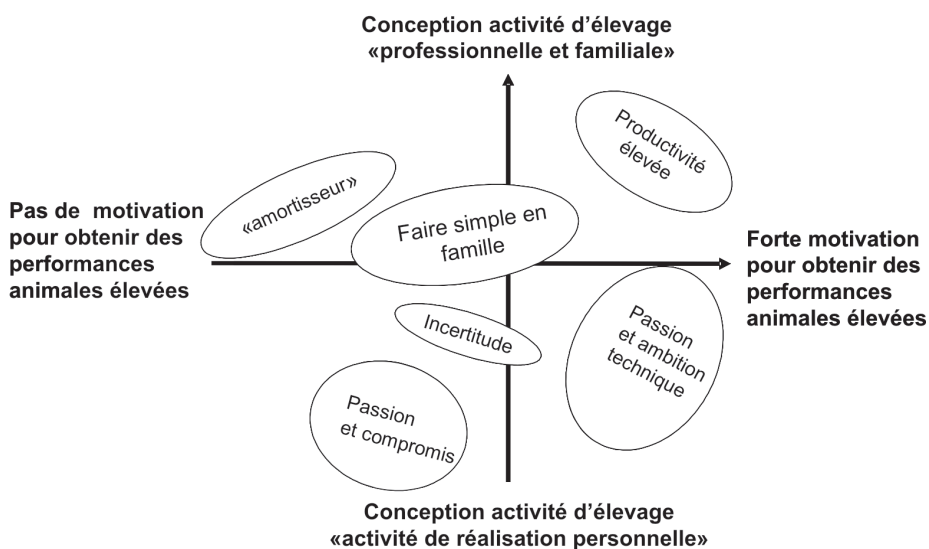 Conception activité d’élevage
«professionnelle et familiale»
Productivité
élevée
«amortisseur»
Faire simple en
famille
Pas de motivation
pour obtenir des
performances
animales élevées
Forte motivation
pour obtenir des
performances
animales élevées
Incertitude
Passion
et ambition
technique
Passion
et compromis
Conception activité d’élevage
«activité de réalisation personnelle»